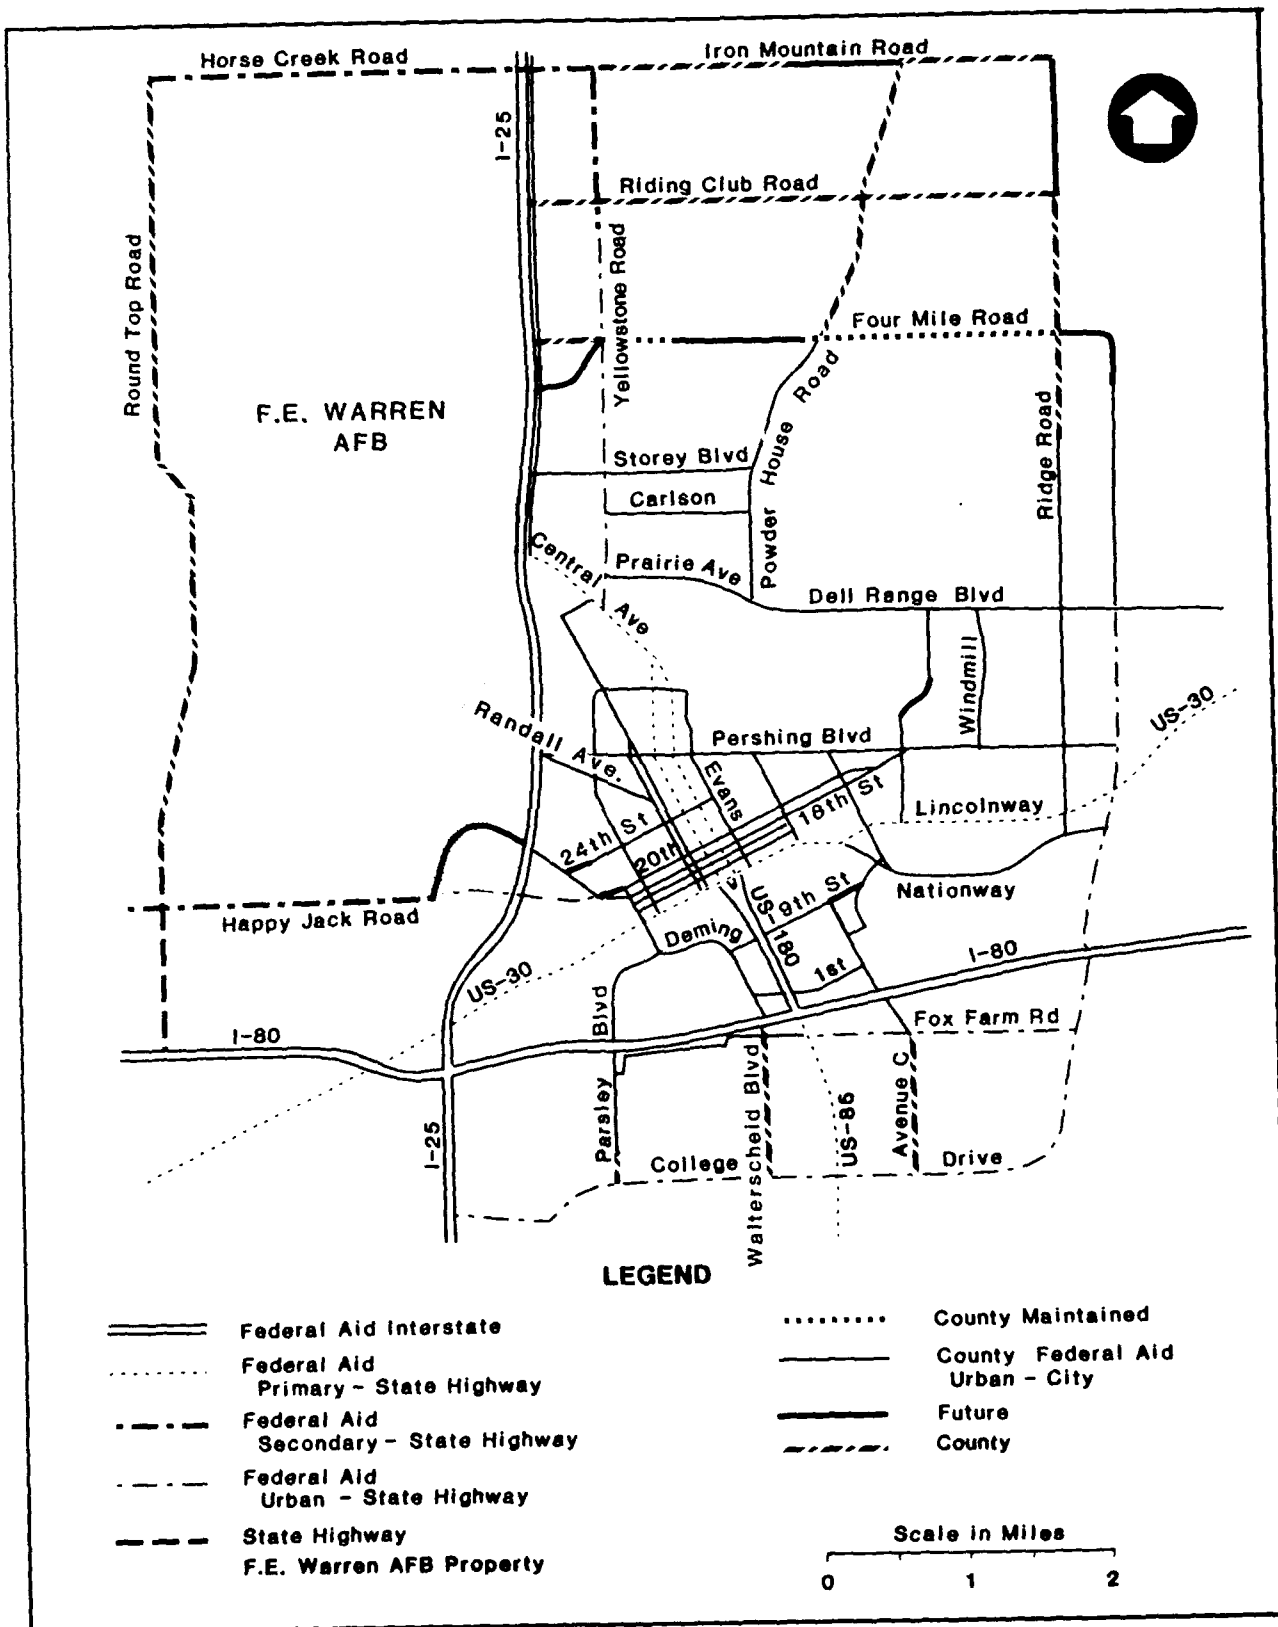 Horse Creek Road
Iron Mountain Road
I-25
Riding Club Road
Round Top Road
Yellowstone Road
Four Mile Road
F.E. WARREN
AFB
Powder House Road
Ridge Road
Storey Blvd
Carlson
Central Ave
Prairie Ave
Dell Range Blvd
Windmill
US-30
Randall Ave.
Pershing Blvd
Evans
24th St
20th
18th St
Lincolnway
Happy Jack Road
Deming
US-180
9th St
Nationway
US-30
I-80
1st
Parsley Blvd
Fox Farm Rd
I-80
I-25
Walterscheid Blvd
US-86
Avenue C
College Drive
LEGEND
Federal Aid Interstate
Federal Aid
Primary - State Highway
Federal Aid
Secondary - State Highway
Federal Aid
Urban - State Highway
State Highway
F.E. Warren AFB Property
County Maintained
County Federal Aid
Urban - City
Future
County
Scale in Miles
0 1 2